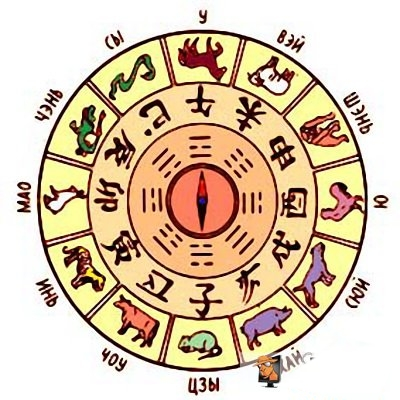 У
ВЭЙ
ШЭНЬ
Ю
СЮЙ
ЦЗЫ
ЧОУ
ИНЬ
МАО
ЧЭНЬ
СЫ
午
未
申
酉
戌
亥
子
丑
寅
卯
辰
巳